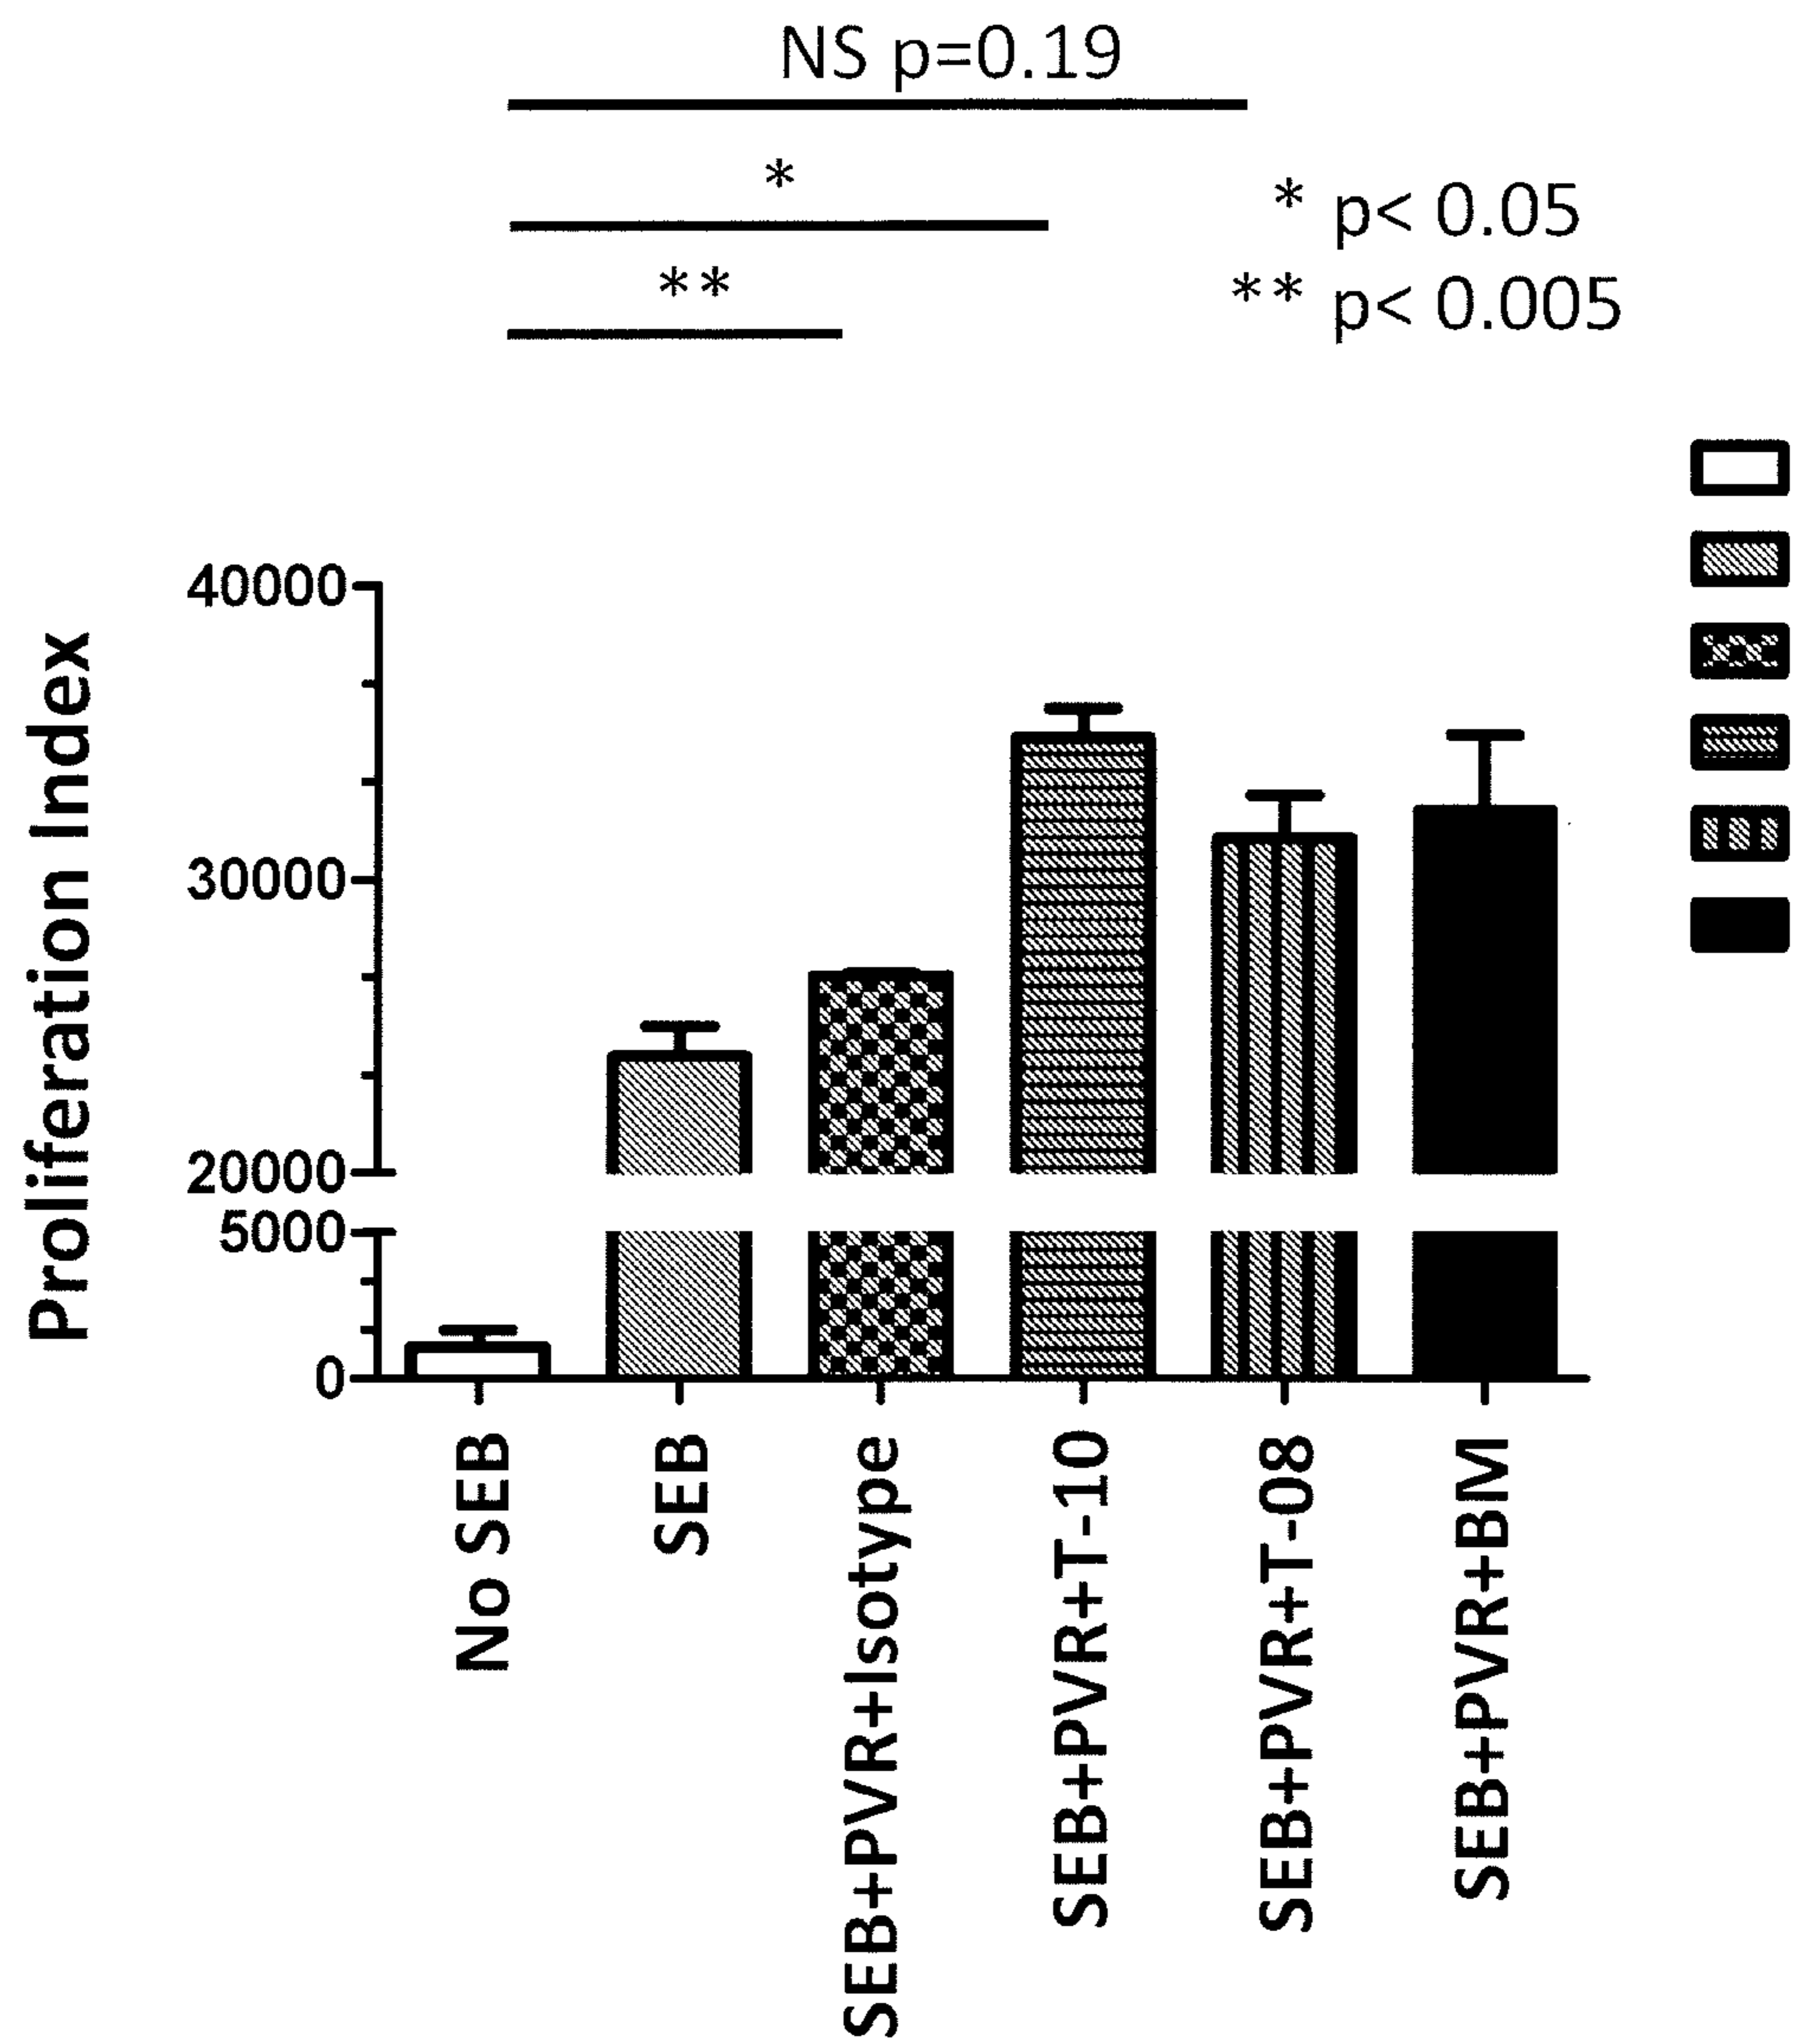 NS p=0.19
*
* p< 0.05
**
** p< 0.005
Proliferation Index
40000
30000
20000
5000
0
No SEB
SEB
SEB+PVR+Isotype
SEB+PVR+T-10
SEB+PVR+T-08
SEB+PVR+BM